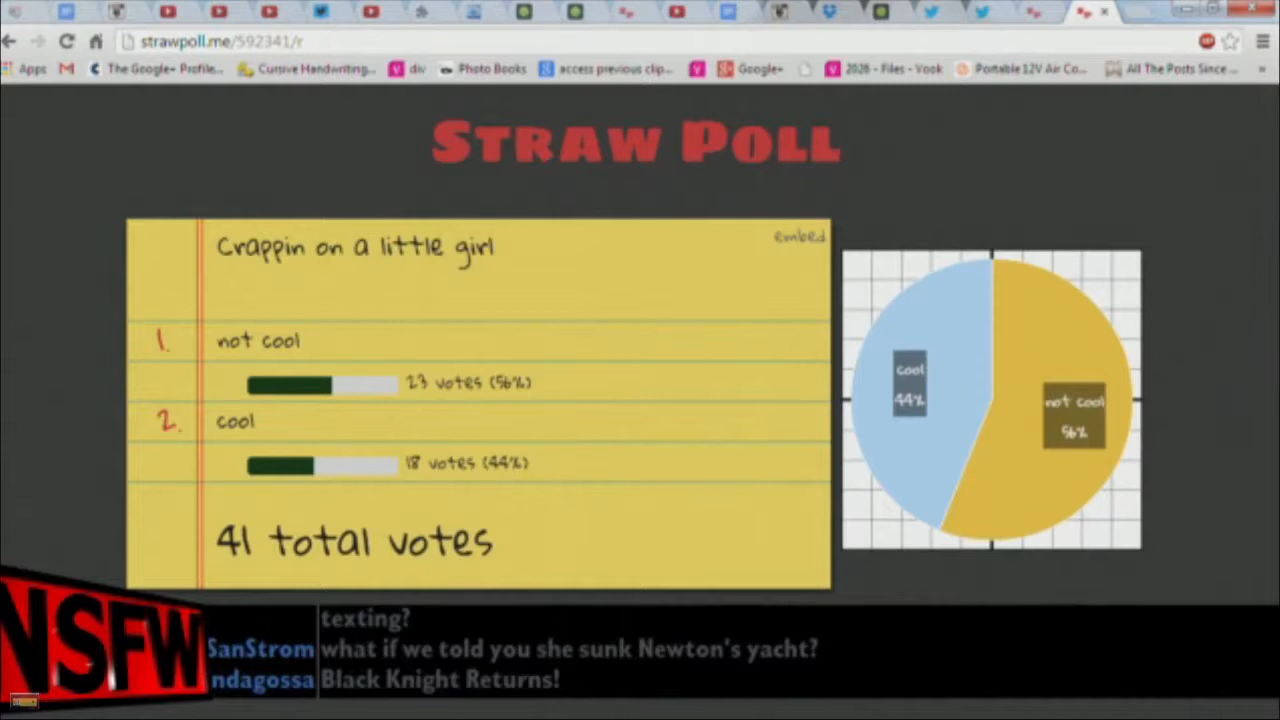 strawpoll.me/592341/r
Apps The Google+ Profile... Cursive Handwriting... div Photo Books access previous clip... Google+ 2026 - Files - Vook Portable 12V Air Co... All The Posts Since ... »
STRAW POLL
Crappin on a little girl
embed
1. not cool
23 votes (56%)
2. cool
18 votes (44%)
41 total votes
cool
44%
not cool
56%
texting?
SanStrom what if we told you she sunk Newton's yacht?
ndagossa Black Knight Returns!
NSFW